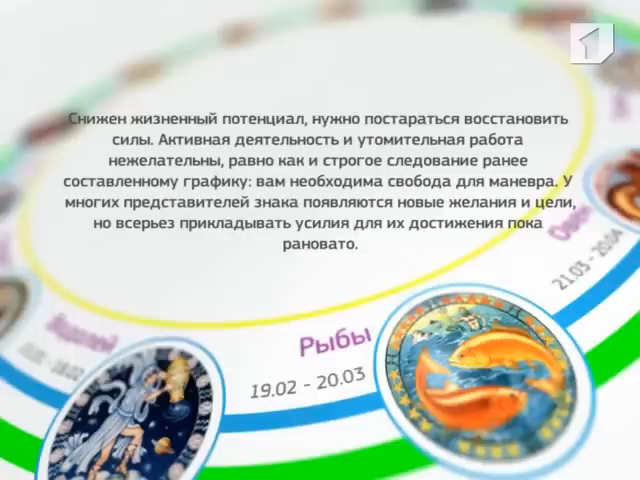 Снижен жизненный потенциал, нужно постараться восстановить
силы. Активная деятельность и утомительная работа
нежелательны, равно как и строгое следование ранее
составленному графику: вам необходима свобода для маневра. У
многих представителей знака появляются новые желания и цели,
но всерьез прикладывать усилия для их достижения пока
рановато.
Овен
21.03 - 20.04
Рыбы
19.02 - 20.03
Водолей
1